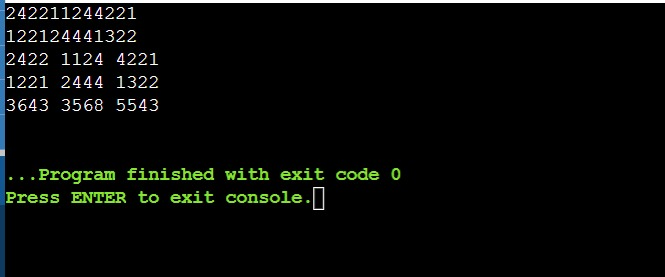 242211244221
122124441322
2422 1124 4221
1221 2444 1322
3643 3568 5543
...Program finished with exit code 0
Press ENTER to exit console.